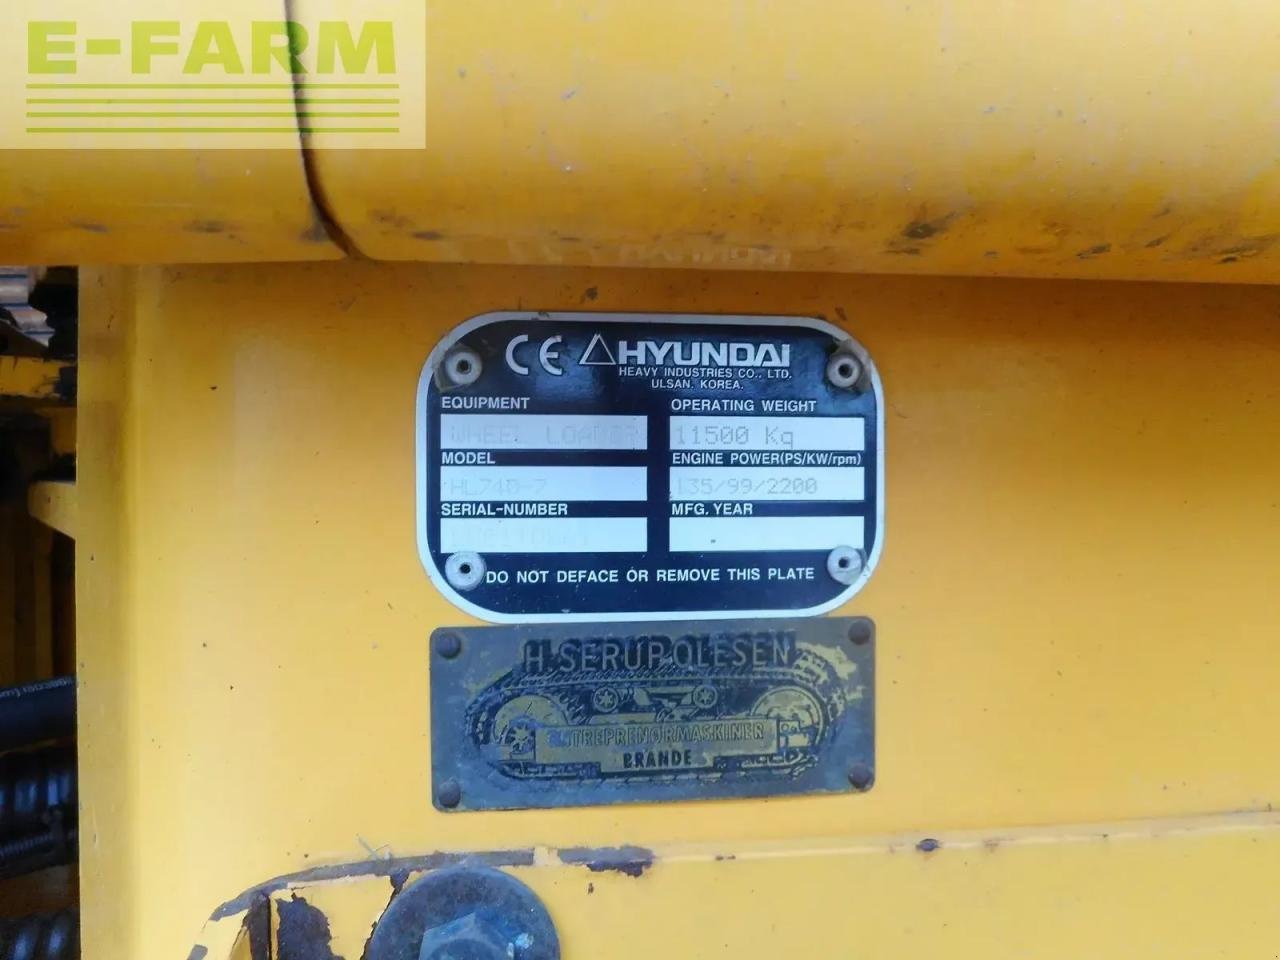 E-FARM
CE HYUNDAI
HEAVY INDUSTRIES CO., LTD.
ULSAN, KOREA.
EQUIPMENT
WHEEL LOADER
OPERATING WEIGHT
11500 Kg
MODEL
HL740-7
ENGINE POWER(PS/KW/rpm)
135/99/2200
SERIAL-NUMBER
MFG. YEAR
DO NOT DEFACE OR REMOVE THIS PLATE
H. SERUP OLESEN
ENTREPRENØRMASKINER
BRANDE